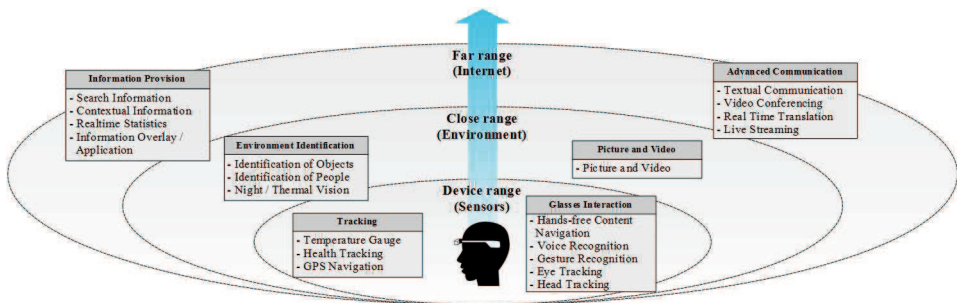 Far range
(Internet)
Information Provision
- Search Information
- Contextual Information
- Realtime Statistics
- Information Overlay /
Application
Advanced Communication
- Textual Communication
- Video Conferencing
- Real Time Translation
- Live Streaming
Close range
(Environment)
Environment Identification
- Identification of Objects
- Identification of People
- Night / Thermal Vision
Picture and Video
- Picture and Video
Device range
(Sensors)
Tracking
- Temperature Gauge
- Health Tracking
- GPS Navigation
Glasses Interaction
- Hands-free Content
Navigation
- Voice Recognition
- Gesture Recognition
- Eye Tracking
- Head Tracking